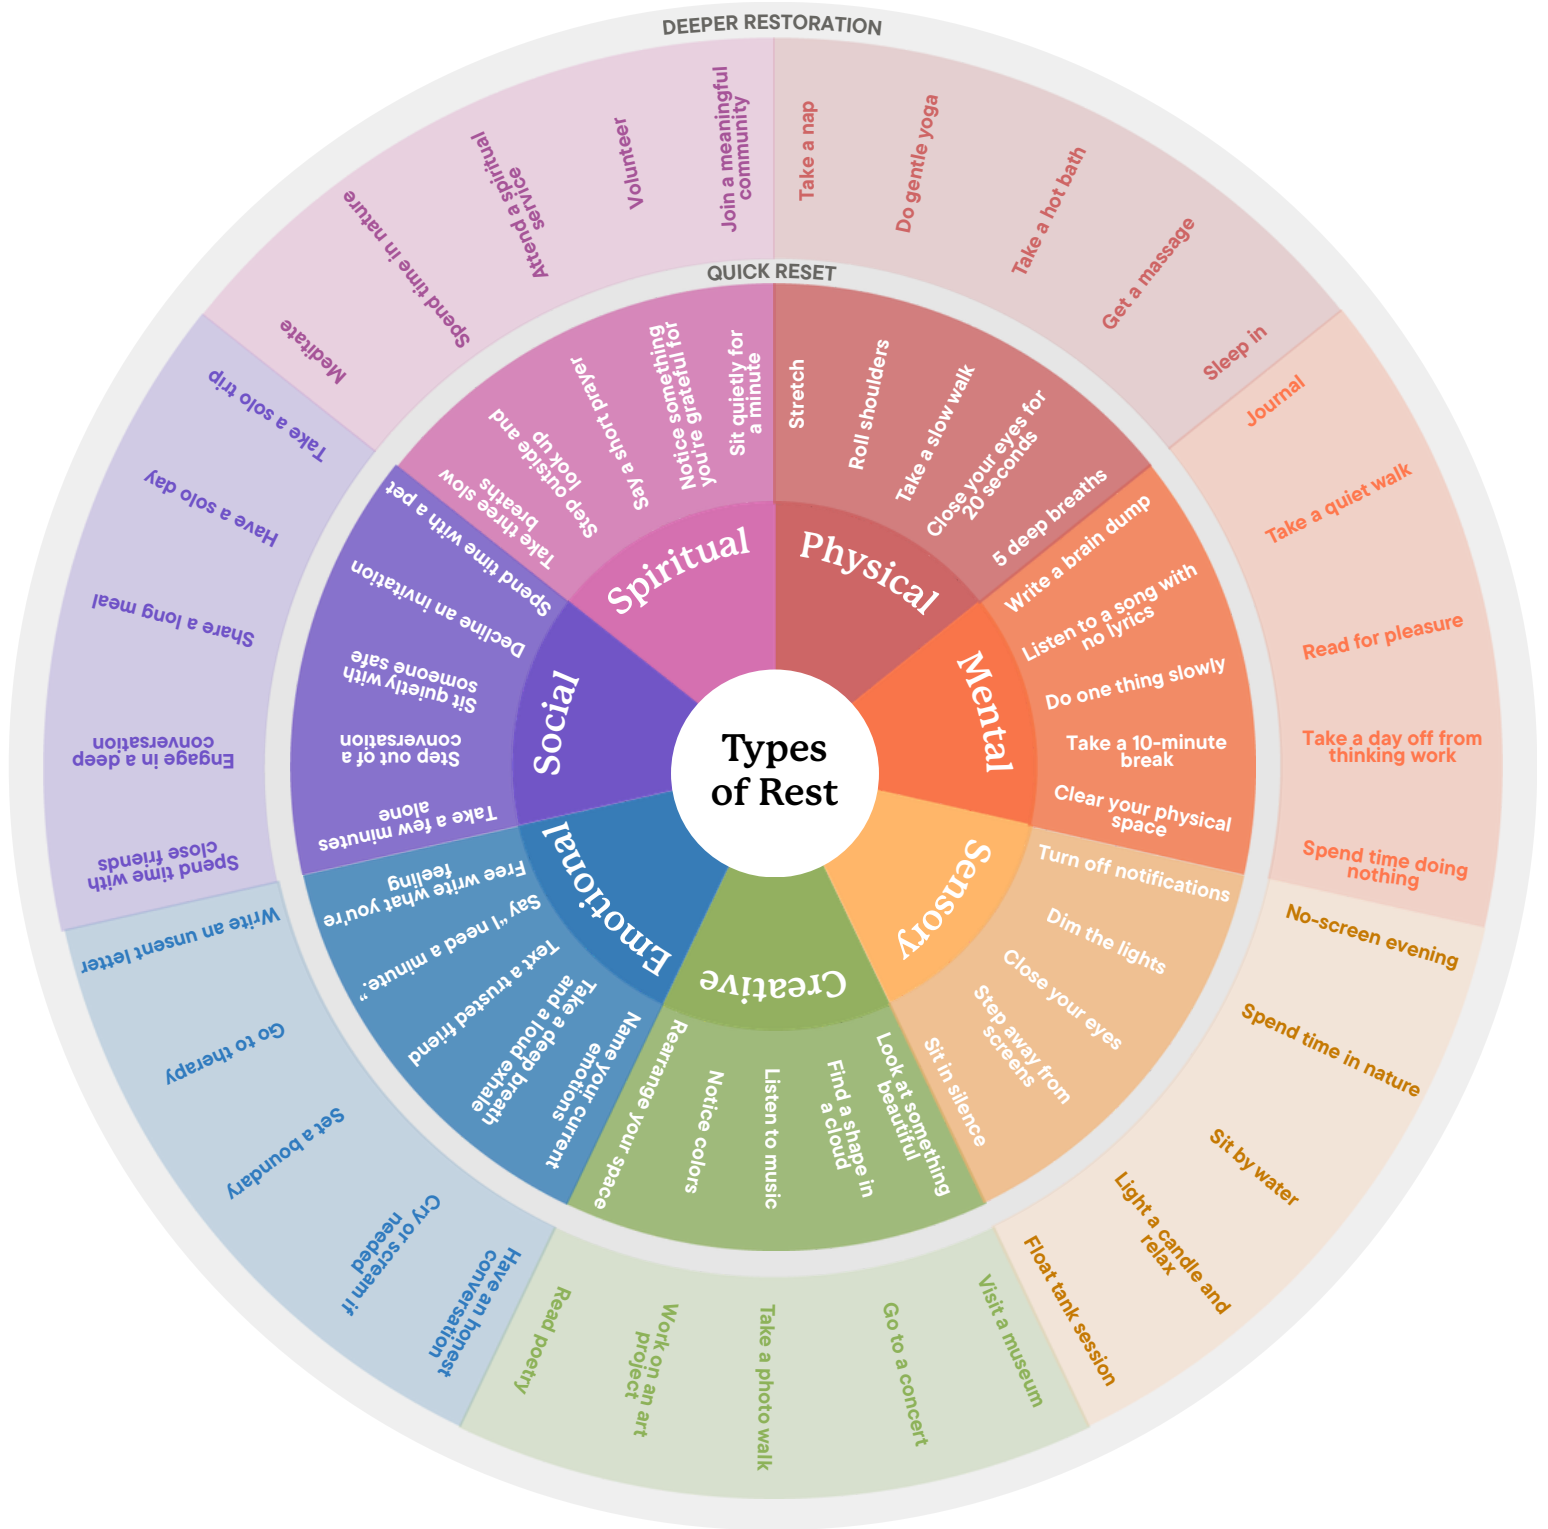 DEEPER RESTORATION
QUICK RESET
Types
of Rest
Physical
Stretch
Roll shoulders
Take a slow walk
Close your eyes for
20 seconds
5 deep breaths
Take a nap
Do gentle yoga
Take a hot bath
Get a massage
Sleep in
Mental
Write a brain dump
Listen to a song with
no lyrics
Do one thing slowly
Take a 10-minute
break
Clear your physical
space
Journal
Take a quiet walk
Read for pleasure
Take a day off from
thinking work
Spend time doing
nothing
Sensory
Turn off notifications
Dim the lights
Close your eyes
Step away from
screens
Sit in silence
No-screen evening
Spend time in nature
Sit by water
Light a candle and
relax
Float tank session
Creative
Look at something
beautiful
Find a shape in
a cloud
Listen to music
Notice colors
Rearrange your space
Visit a museum
Go to a concert
Take a photo walk
Work on an art
project
Read poetry
Emotional
Name your current
emotions
Take a deep breath
and a loud exhale
Text a trusted friend
Say “I need a minute.”
Free write what you're
feeling
Have an honest
conversation
Cry or scream if
needed
Set a boundary
Go to therapy
Write an unsent letter
Social
Take a few minutes
alone
Step out of a
conversation
Sit quietly with
someone safe
Decline an invitation
Spend time with a pet
Spend time with
close friends
Engage in a deep
conversation
Share a long meal
Have a solo day
Take a solo trip
Spiritual
Take three slow
breaths
Step outside and
look up
Say a short prayer
Notice something
you're grateful for
Sit quietly for
a minute
Meditate
Spend time in nature
Attend a spiritual
service
Volunteer
Join a meaningful
community